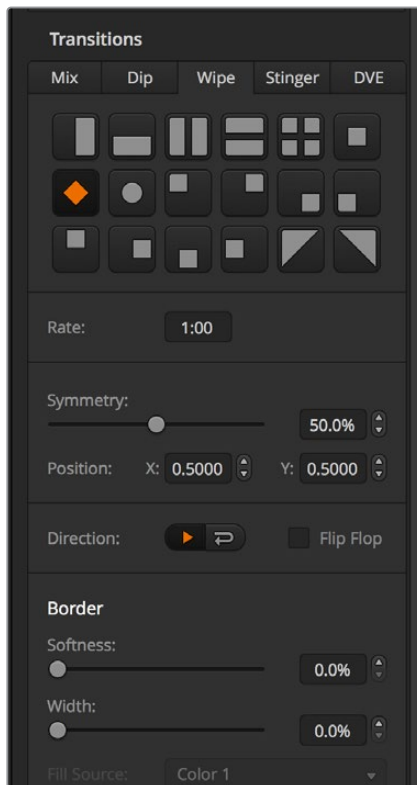 Transitions
Mix Dip Wipe Stinger DVE
Rate: 1:00
Symmetry:
50.0%
Position: X: 0.5000 Y: 0.5000
Direction: Flip Flop
Border
Softness:
0.0%
Width:
0.0%
Fill Source: Color 1